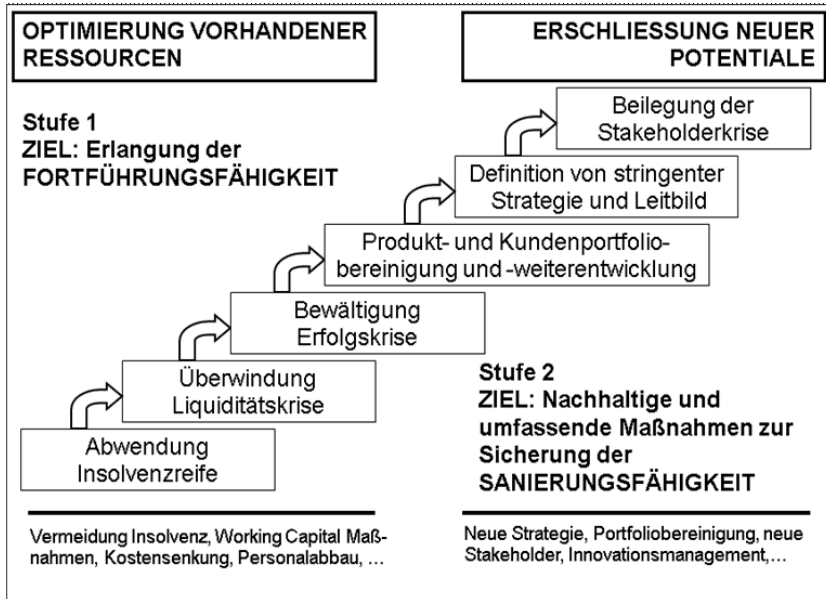 OPTIMIERUNG VORHANDENER
RESSOURCEN
ERSCHLIESSUNG NEUER
POTENTIALE
Stufe 1
ZIEL: Erlangung der
FORTFÜHRUNGSFÄHIGKEIT
Beilegung der
Stakeholderkrise
Definition von stringenter
Strategie und Leitbild
Produkt- und Kundenportfolio-
bereinigung und -weiterentwicklung
Bewältigung
Erfolgskrise
Überwindung
Liquiditätskrise
Abwendung
Insolvenzreife
Stufe 2
ZIEL: Nachhaltige und
umfassende Maßnahmen zur
Sicherung der
SANIERUNGSFÄHIGKEIT
Vermeidung Insolvenz, Working Capital Maß-
nahmen, Kostensenkung, Personalabbau, ...
Neue Strategie, Portfoliobereinigung, neue
Stakeholder, Innovationsmanagement,...